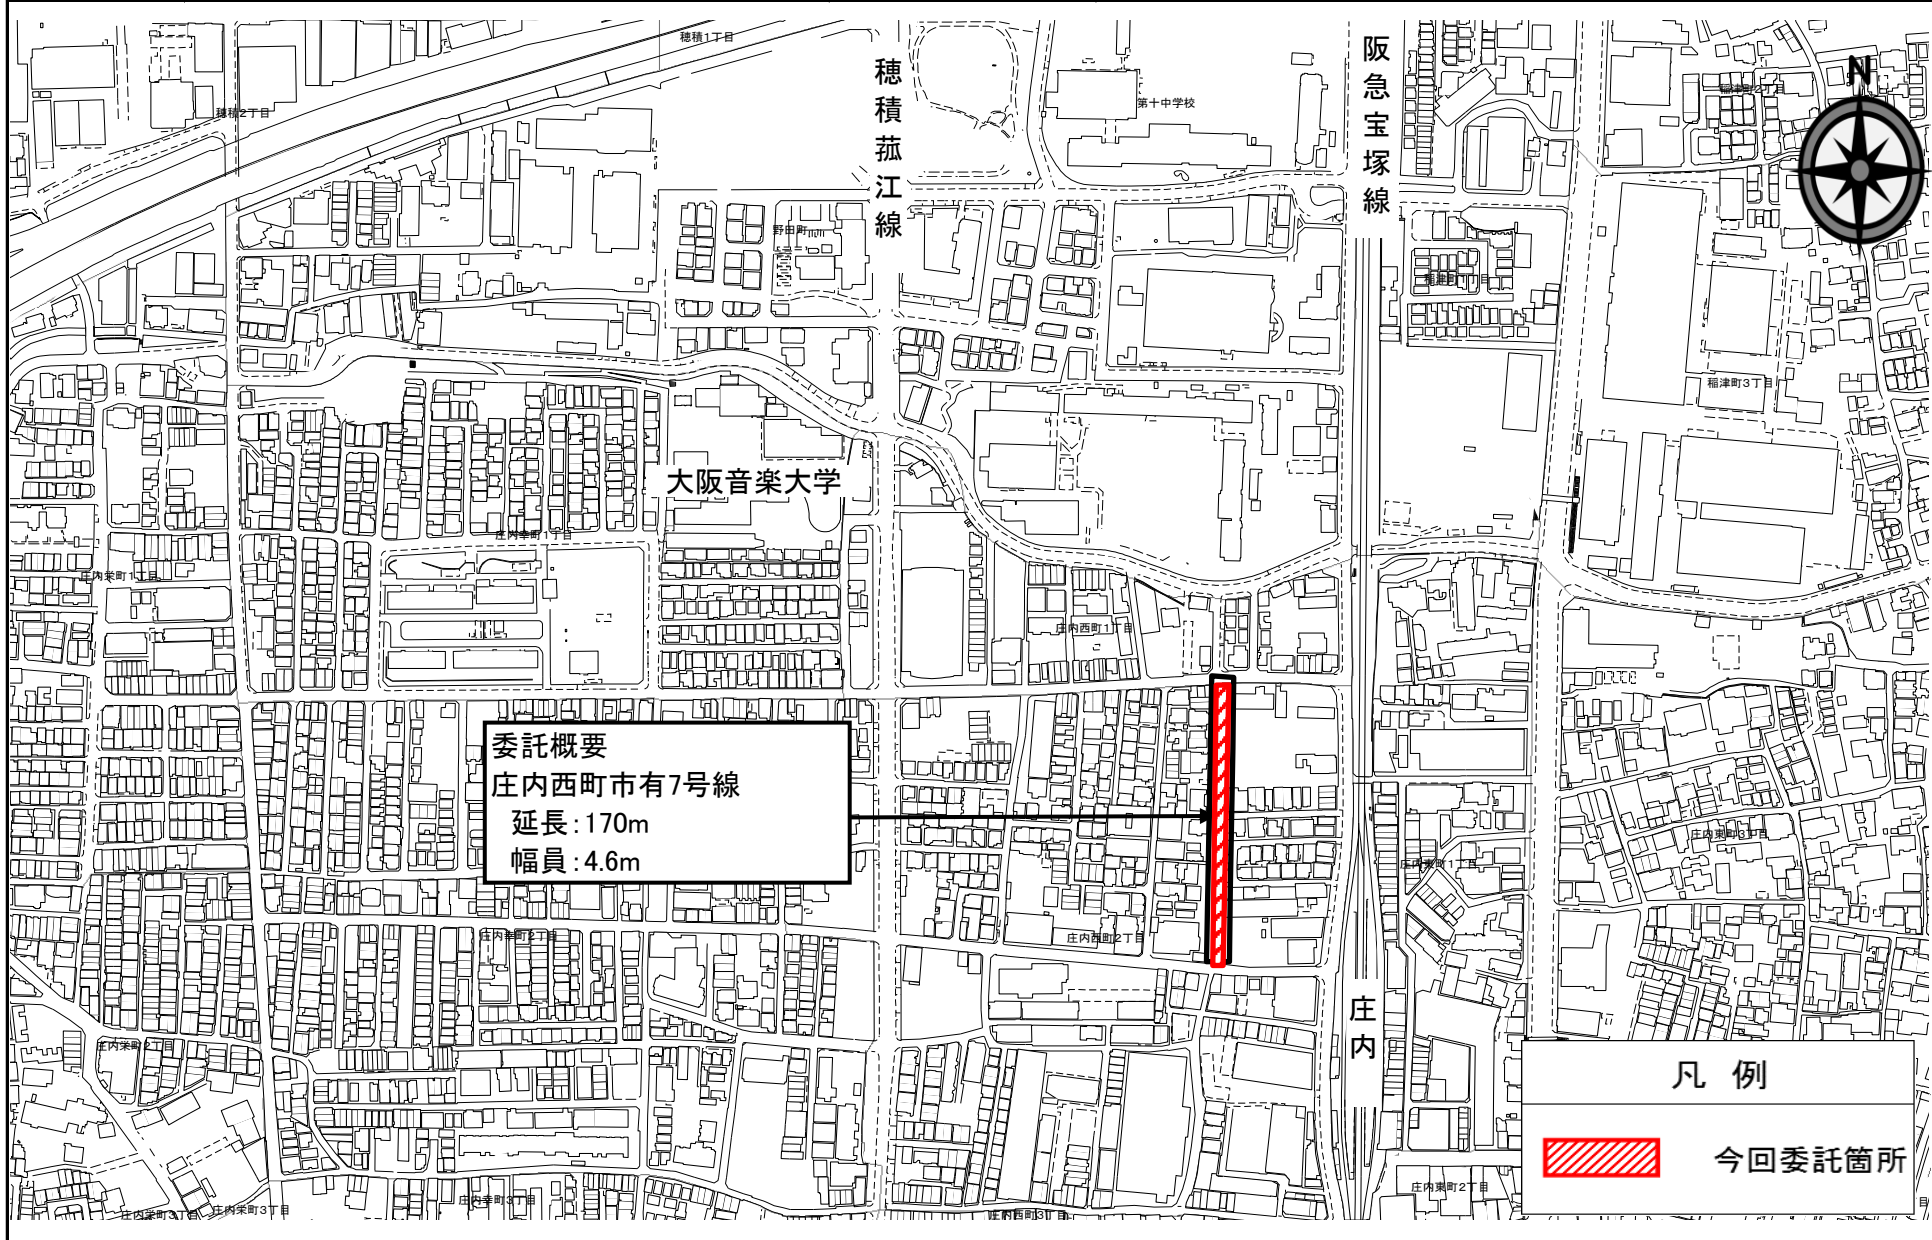 穂積1丁目
穂積2丁目
穂積菰江線
第十中学校
阪急宝塚線
稲津町2丁目
N
野田町
稲津町1丁目
稲津町3丁目
大阪音楽大学
庄内幸町1丁目
庄内栄町1丁目
庄内西町1丁目
委託概要
庄内西町市有7号線
延長:170m
幅員:4.6m
庄内東町3丁目
庄内東町1丁目
庄内幸町2丁目
庄内西町2丁目
庄内
庄内栄町2丁目
凡 例
今回委託箇所
庄内東町2丁目
庄内幸町3丁目
庄内栄町3丁目
庄内栄町3丁目
庄内西町3丁目
目